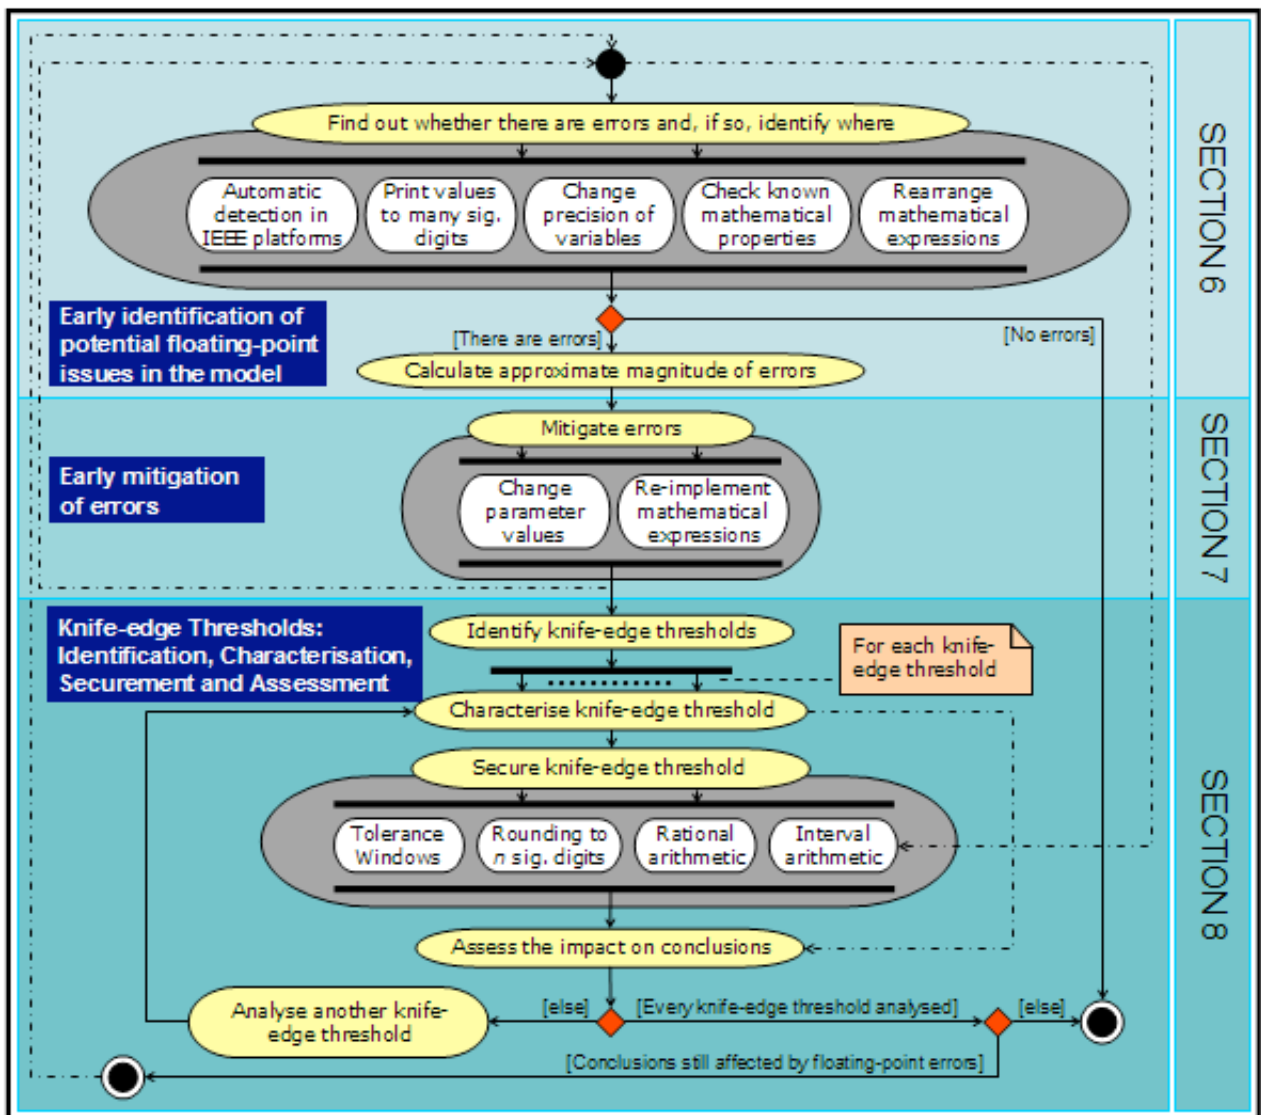 Find out whether there are errors and, if so, identify where
Automatic
detection in
IEEE platforms
Print values
to many sig.
digits
Change
precision of
variables
Check known
mathematical
properties
Rearrange
mathematical
expressions
SECTION 6
Early identification of
potential floating-point
issues in the model
[There are errors]
[No errors]
Calculate approximate magnitude of errors
Mitigate errors
Early mitigation
of errors
Change
parameter
values
Re-implement
mathematical
expressions
SECTION 7
Knife-edge Thresholds:
Identification, Characterisation,
Securement and Assessment
Identify knife-edge thresholds
For each knife-
edge threshold
Characterise knife-edge threshold
Secure knife-edge threshold
Tolerance
Windows
Rounding to
n sig. digits
Rational
arithmetic
Interval
arithmetic
SECTION 8
Assess the impact on conclusions
Analyse another knife-
edge threshold
[else]
[Every knife-edge threshold analysed]
[else]
[Conclusions still affected by floating-point errors]